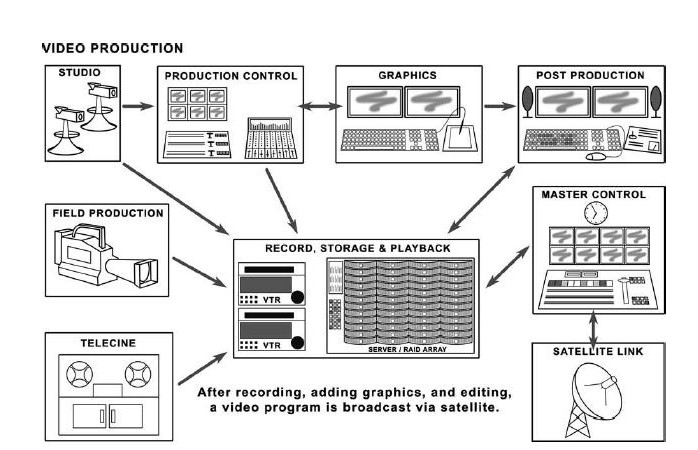 VIDEO PRODUCTION
STUDIO
PRODUCTION CONTROL
GRAPHICS
POST PRODUCTION
FIELD PRODUCTION
MASTER CONTROL
RECORD, STORAGE & PLAYBACK
VTR
VTR
SERVER / RAID ARRAY
TELECINE
SATELLITE LINK
After recording, adding graphics, and editing,
a video program is broadcast via satellite.